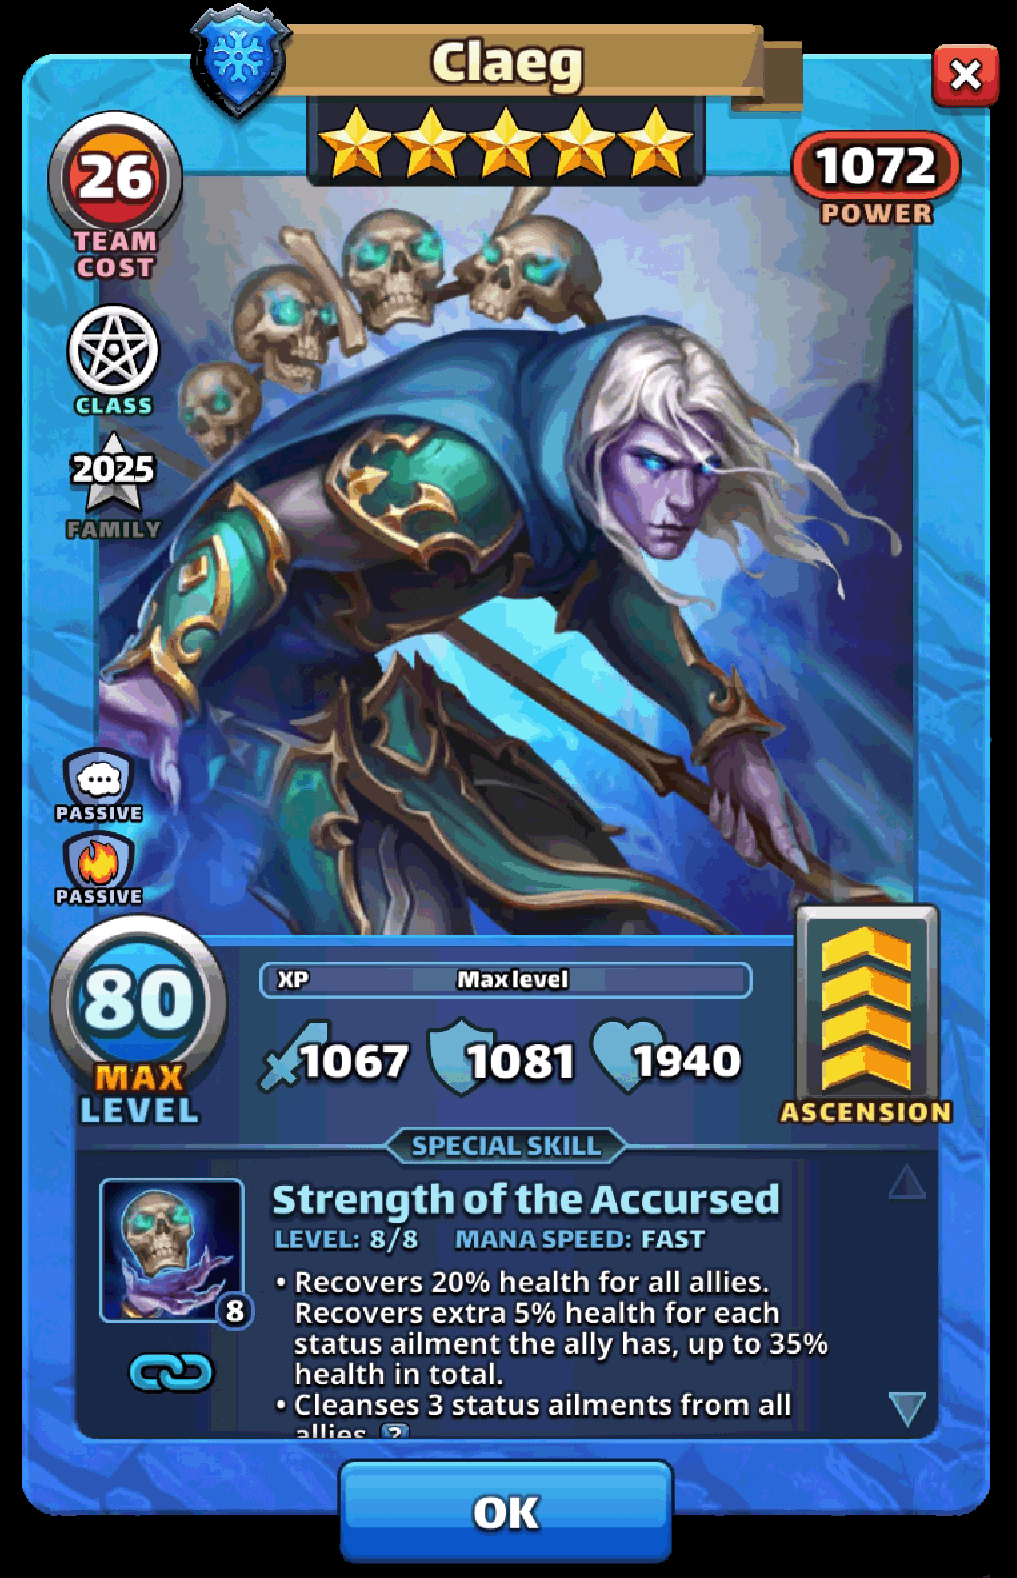 Claeg
26
TEAM
COST
1072
POWER
CLASS
2025
FAMILY
PASSIVE
PASSIVE
80
MAX
LEVEL
XP
Max level
1067
1081
1940
ASCENSION
SPECIAL SKILL
Strength of the Accursed
LEVEL: 8/8
MANA SPEED: FAST
8
• Recovers 20% health for all allies.
Recovers extra 5% health for each
status ailment the ally has, up to 35%
health in total.
• Cleanses 3 status ailments from all
allies. ?
OK